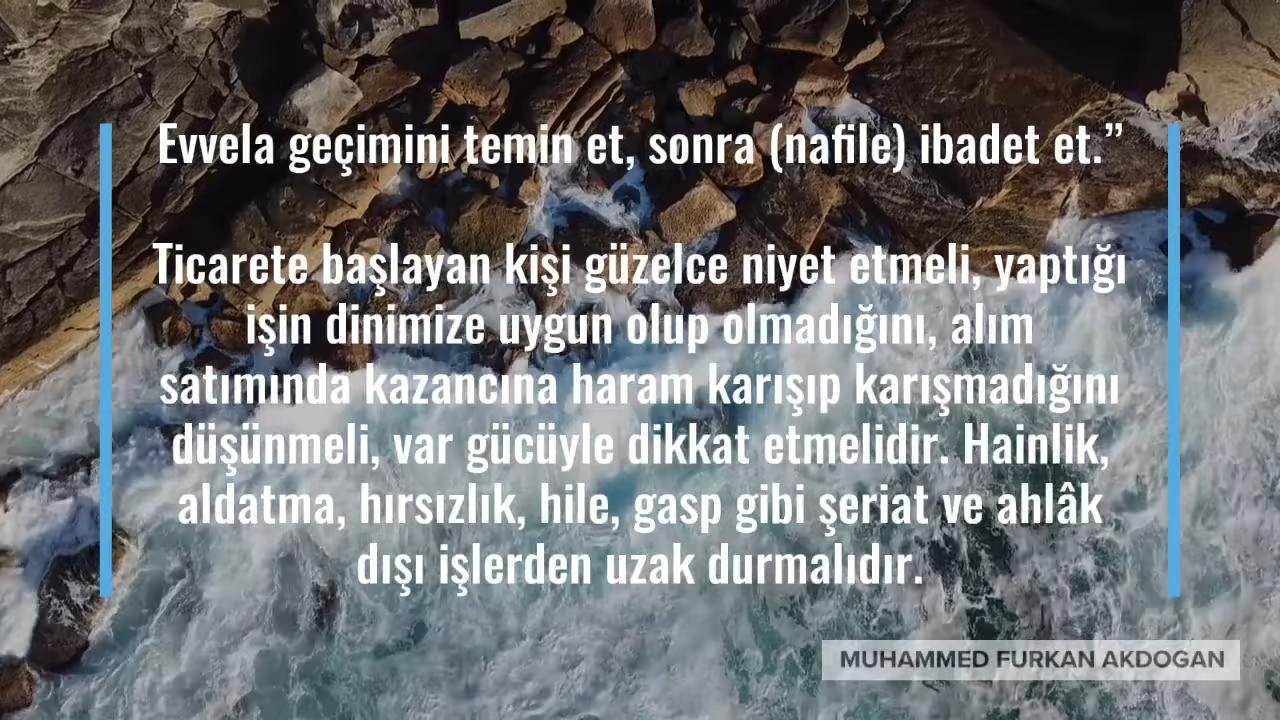 Evvela geçimini temin et, sonra (nafile) ibadet et.”
Ticarete başlayan kişi güzelce niyet etmeli, yaptığı
işin dinimize uygun olup olmadığını, alım
satımında kazancına haram karışıp karışmadığını
düşünmeli, var gücüyle dikkat etmelidir. Hainlik,
aldatma, hırsızlık, hile, gasp gibi şeriat ve ahlâk
dışı işlerden uzak durmalıdır.
MUHAMMED FURKAN AKDOGAN